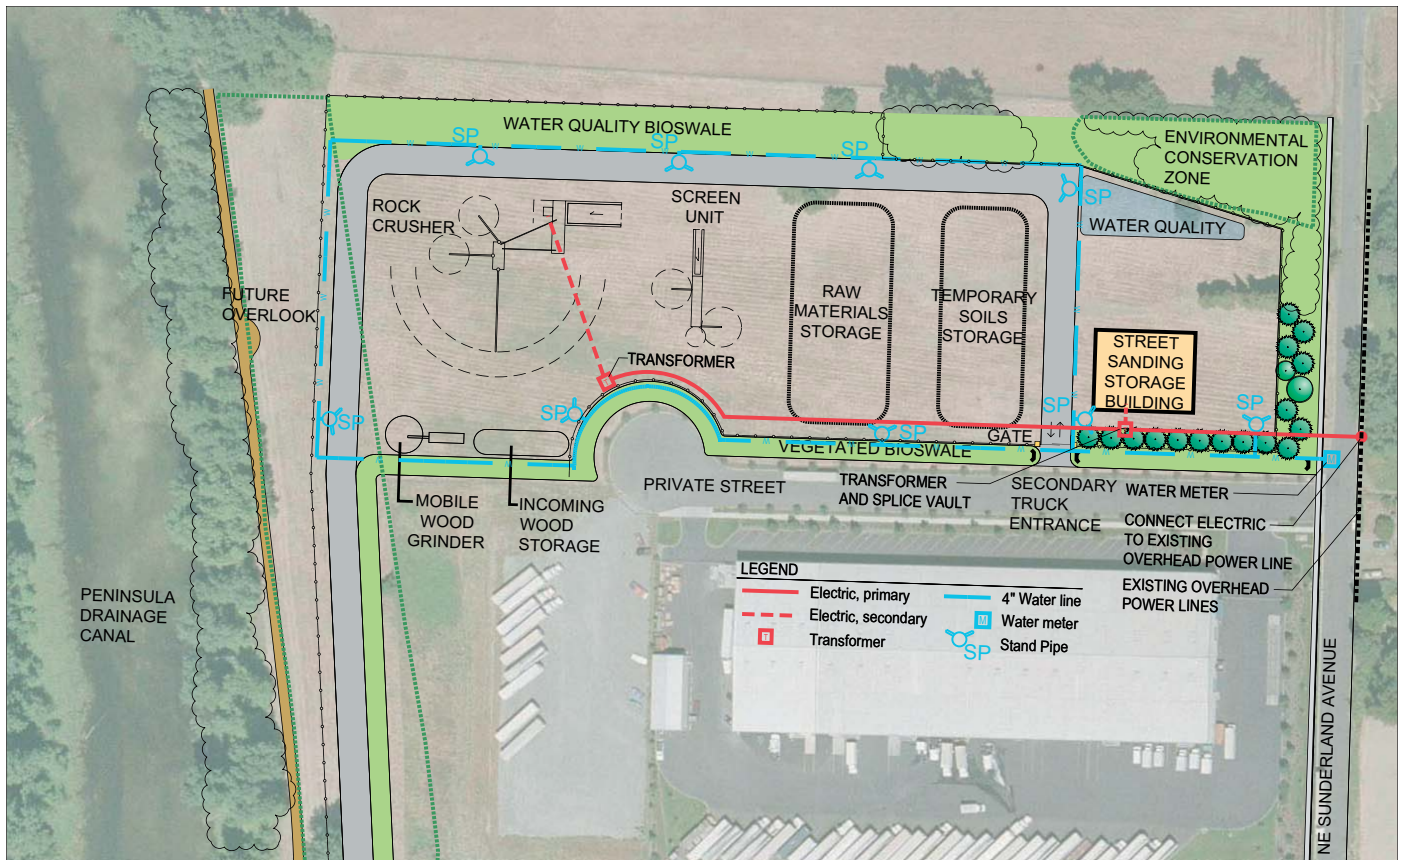 WATER QUALITY BIOSWALE
SP
SP
SP
SP
ENVIRONMENTAL
CONSERVATION
ZONE
ROCK
CRUSHER
SCREEN
UNIT
WATER QUALITY
FUTURE
OVERLOOK
RAW
MATERIALS
STORAGE
TEMPORARY
SOILS
STORAGE
STREET
SANDING
STORAGE
BUILDING
TRANSFORMER
T
SP
SP
SP
SP
SP
GATE
T
VEGETATED BIOSWALE
M
PRIVATE STREET
TRANSFORMER
AND SPLICE VAULT
SECONDARY
TRUCK
ENTRANCE
WATER METER
MOBILE
WOOD
GRINDER
INCOMING
WOOD
STORAGE
CONNECT ELECTRIC
TO EXISTING
OVERHEAD POWER LINE
EXISTING OVERHEAD
POWER LINES
PENINSULA
DRAINAGE
CANAL
LEGEND
Electric, primary
Electric, secondary
T
Transformer
4" Water line
M
Water meter
SP
Stand Pipe
NE SUNDERLAND AVENUE